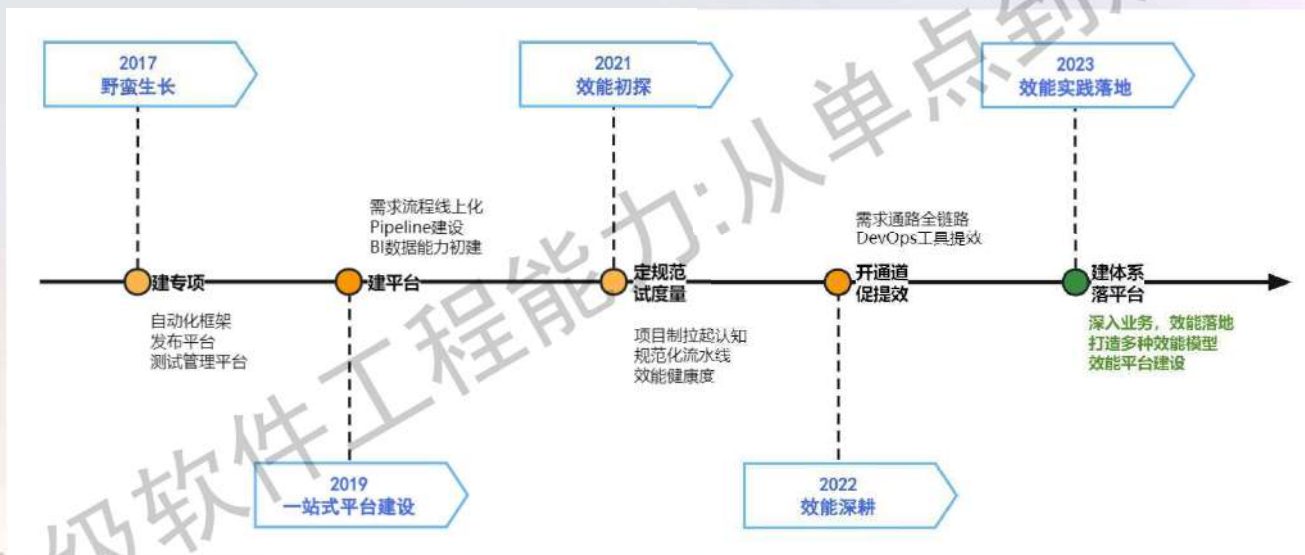 2017
野蛮生长
2021
效能初探
2023
效能实践落地
需求流程线上化
Pipeline建设
BI数据能力初建
需求通路全链路
DevOps工具提效
建专项
建平台
定规范
试度量
开通道
促提效
建体系
落平台
自动化框架
发布平台
测试管理平台
项目制拉起认知
规范化流水线
效能健康度
深入业务，效能落地
打造多种效能模型
效能平台建设
2019
一站式平台建设
2022
效能深耕
级软件工程能力:从单点到